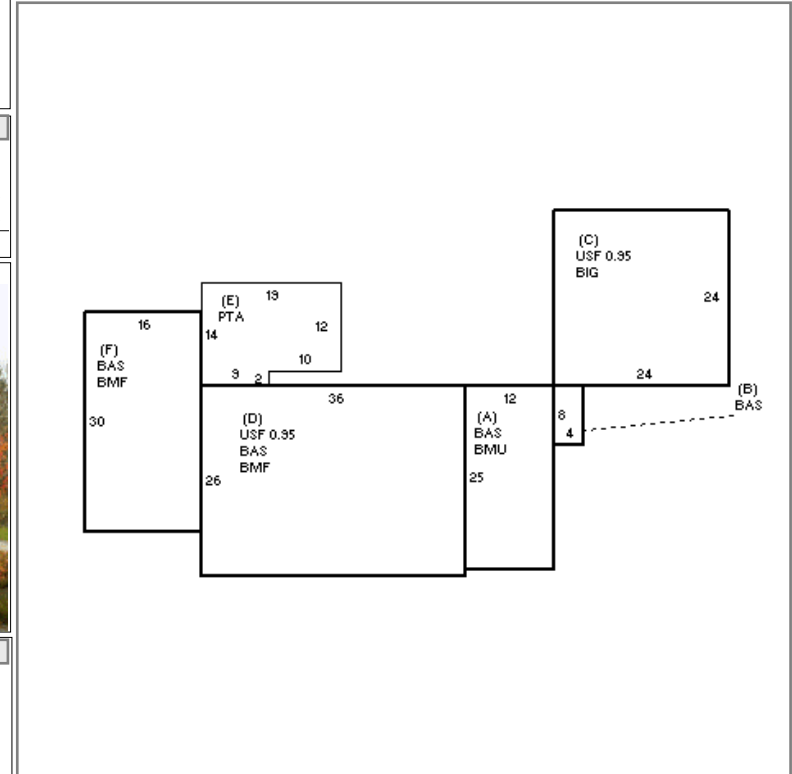 (C)
USF 0.95
BIG
24
24
(E)
PTA
19
12
14
10
9
2
16
(F)
BAS
BMF
30
36
(D)
USF 0.95
BAS
BMF
26
12
(A)
BAS
BMU
25
8
4
(B)
BAS